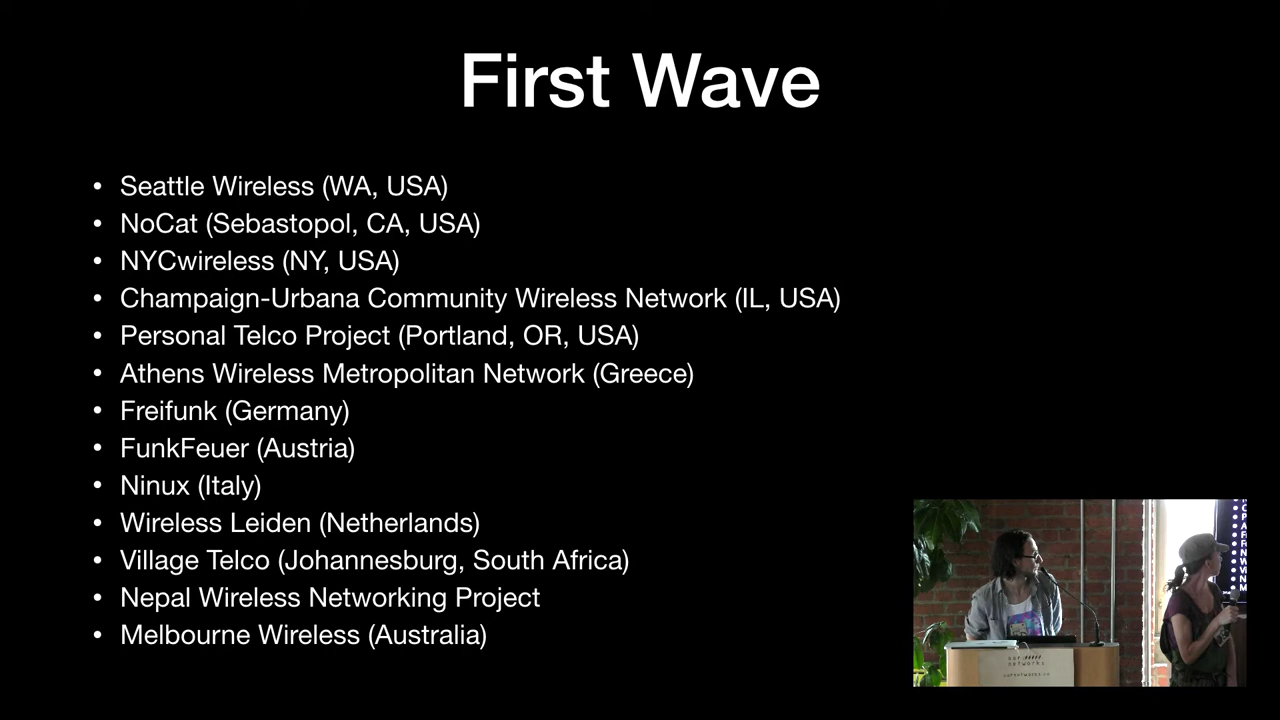 First Wave
• Seattle Wireless (WA, USA)
• NoCat (Sebastopol, CA, USA)
• NYCwireless (NY, USA)
• Champaign-Urbana Community Wireless Network (IL, USA)
• Personal Telco Project (Portland, OR, USA)
• Athens Wireless Metropolitan Network (Greece)
• Freifunk (Germany)
• FunkFeuer (Austria)
• Ninux (Italy)
• Wireless Leiden (Netherlands)
• Village Telco (Johannesburg, South Africa)
• Nepal Wireless Networking Project
• Melbourne Wireless (Australia)
networks